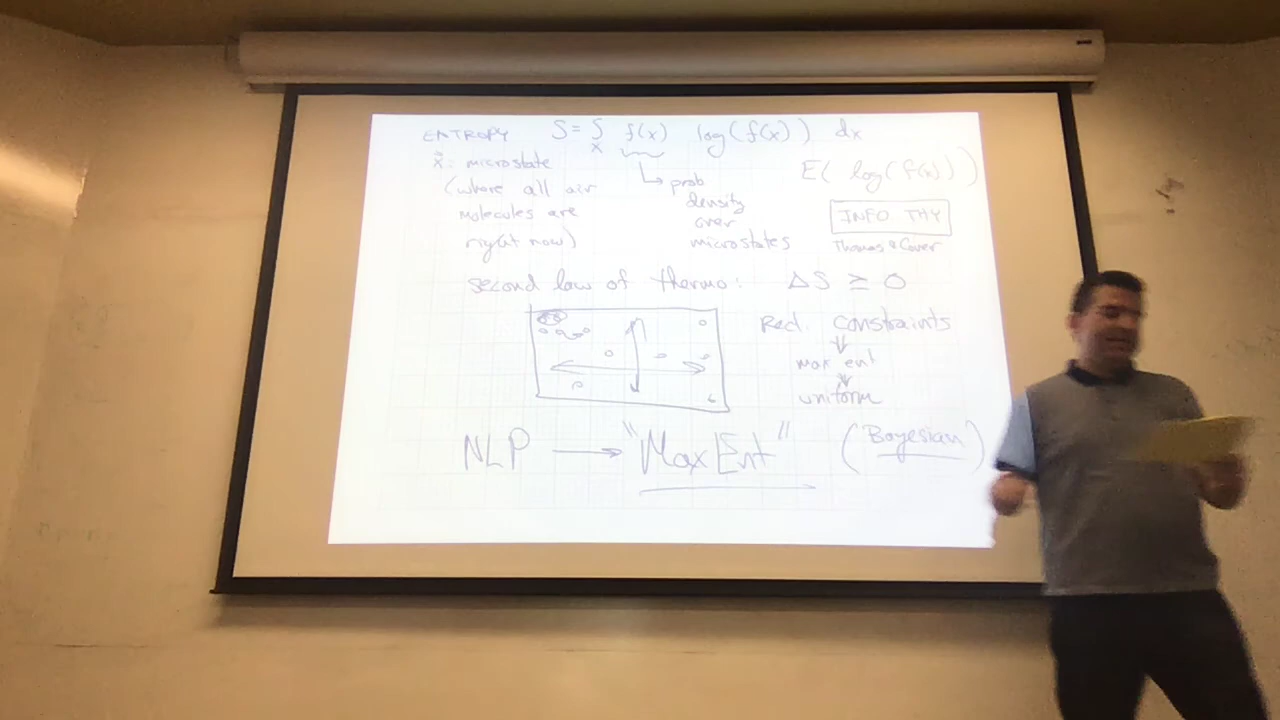 ENTROPY S = ∫x f(x) log(f(x)) dx
x⃗: microstate
(where all air
molecules are
right now)
↳ prob
density
over
microstates
E( log(f(x)) )
INFO THY
Thomas & Cover
second law of thermo: ΔS ≥ 0
Red. constraints
↓
max ent
↓
uniform
NLP → "MaxEnt" (Bayesian)